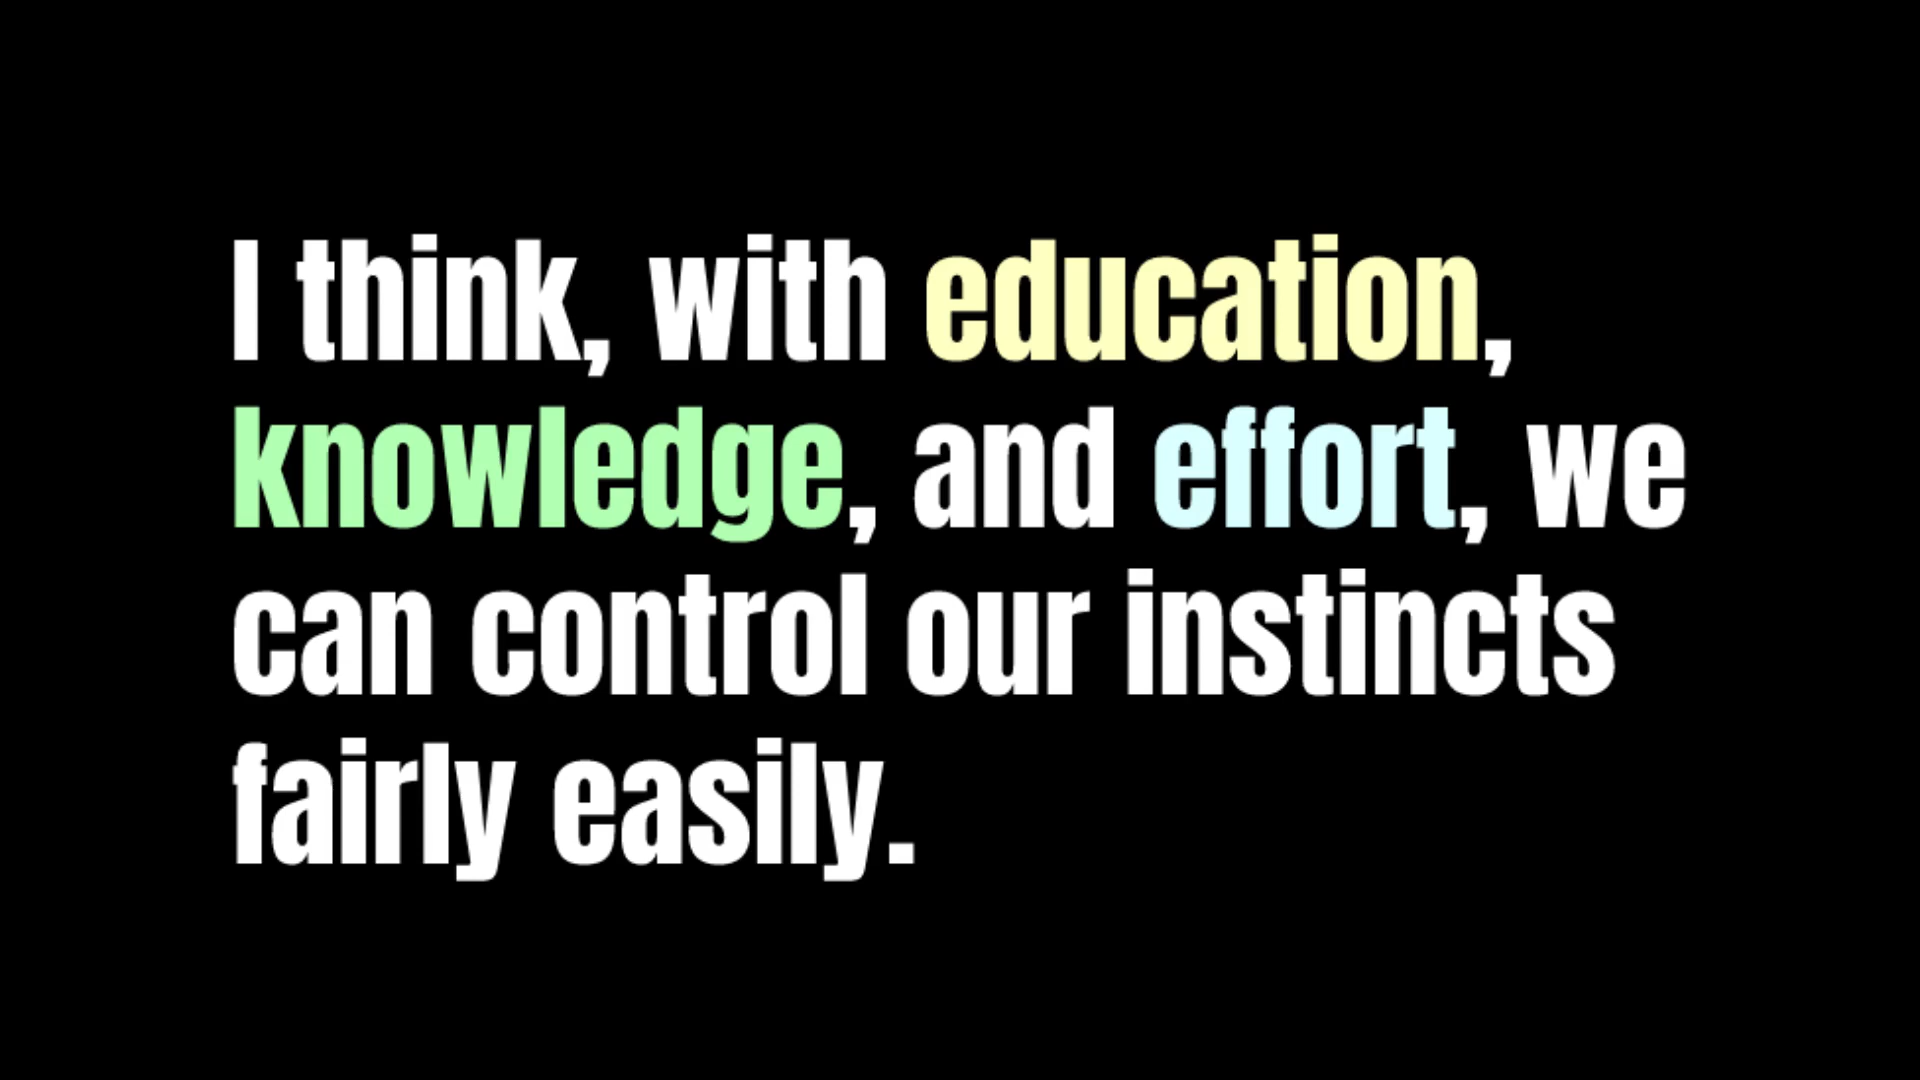 I think, with education,
knowledge, and effort, we
can control our instincts
fairly easily.